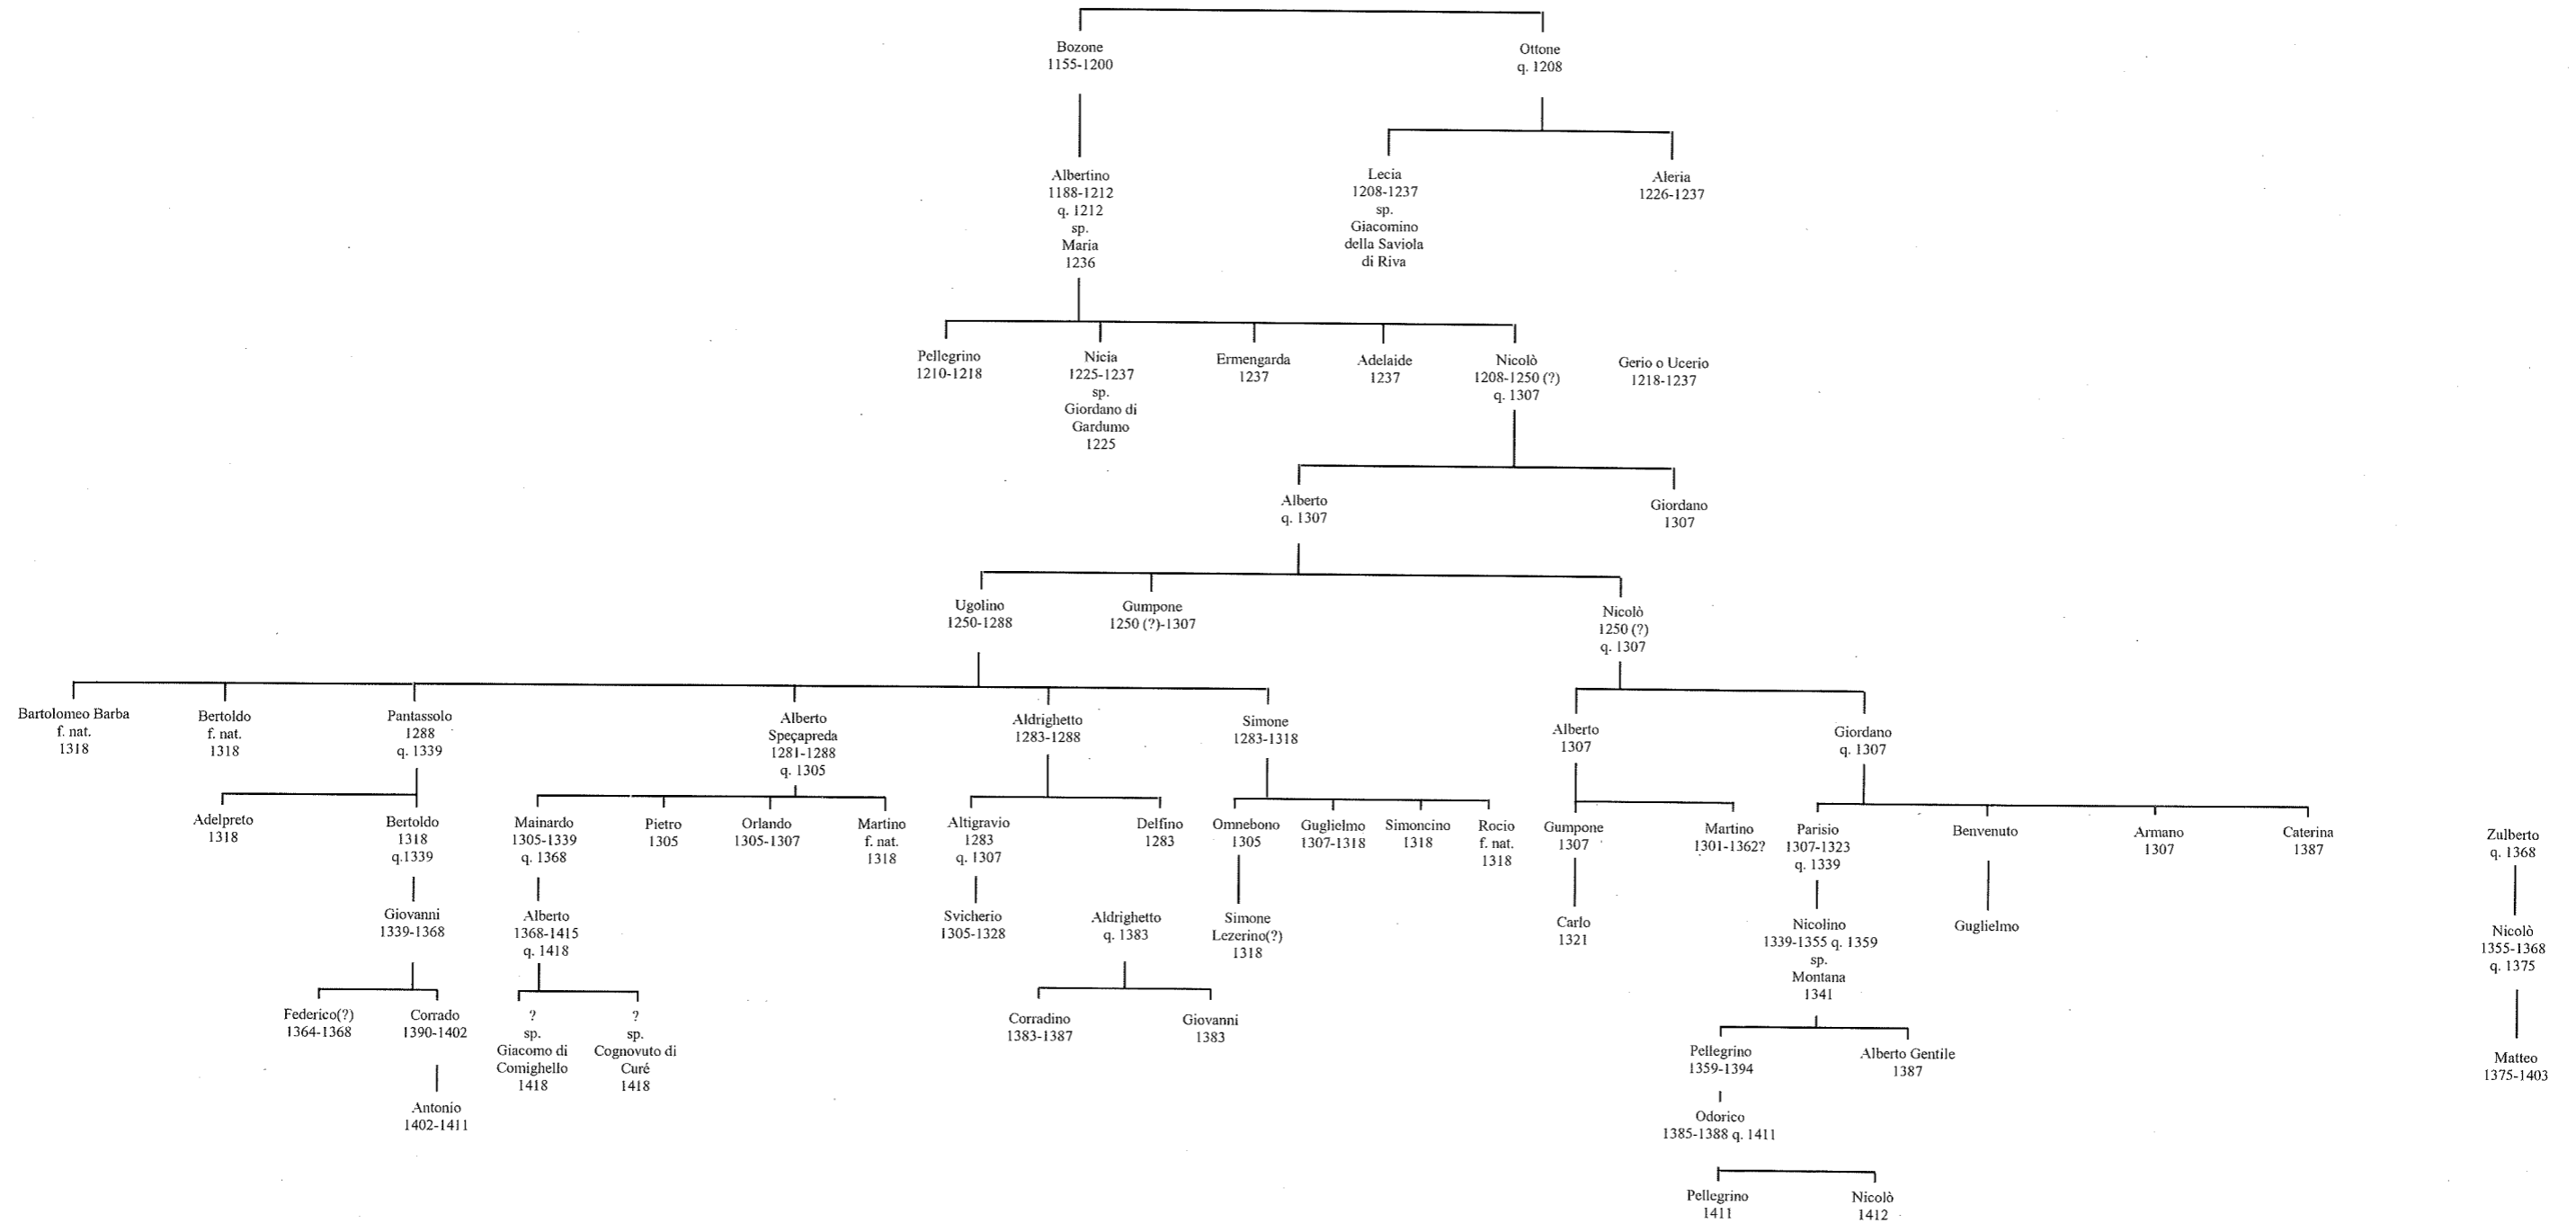 Bozone
1155-1200
Ottone
q. 1208
Albertino
1188-1212
q. 1212
sp.
Maria
1236
Lecia
1208-1237
sp.
Giacomino
della Saviola
di Riva
Aleria
1226-1237
Pellegrino
1210-1218
Nicia
1225-1237
sp.
Giordano di
Gardumo
1225
Ermengarda
1237
Adelaide
1237
Nicolò
1208-1250 (?)
q. 1307
Gerio o Ucerio
1218-1237
Alberto
q. 1307
Giordano
1307
Ugolino
1250-1288
Gumpone
1250 (?)-1307
Nicolò
1250 (?)
q. 1307
Bartolomeo Barba
f. nat.
1318
Bertoldo
f. nat.
1318
Pantassolo
1288
q. 1339
Alberto
Speçapreda
1281-1288
q. 1305
Aldrighetto
1283-1288
Simone
1283-1318
Alberto
1307
Giordano
q. 1307
Adelpreto
1318
Bertoldo
1318
q.1339
Mainardo
1305-1339
q. 1368
Pietro
1305
Orlando
1305-1307
Martino
f. nat.
1318
Altigravio
1283
q. 1307
Delfino
1283
Omnebono
1305
Guglielmo
1307-1318
Simoncino
1318
Rocio
f. nat.
1318
Gumpone
1307
Martino
1301-1362?
Parisio
1307-1323
q. 1339
Benvenuto
Armano
1307
Caterina
1387
Zulberto
q. 1368
Giovanni
1339-1368
Alberto
1368-1415
q. 1418
Svicherio
1305-1328
Aldrighetto
q. 1383
Simone
Lezerino(?)
1318
Carlo
1321
Nicolino
1339-1355 q. 1359
sp.
Montana
1341
Guglielmo
Nicolò
1355-1368
q. 1375
Federico(?)
1364-1368
Corrado
1390-1402
?
sp.
Giacomo di
Comighello
1418
?
sp.
Cognovuto di
Curé
1418
Corradino
1383-1387
Giovanni
1383
Pellegrino
1359-1394
Alberto Gentile
1387
Matteo
1375-1403
Antonio
1402-1411
Odorico
1385-1388 q. 1411
Pellegrino
1411
Nicolò
1412